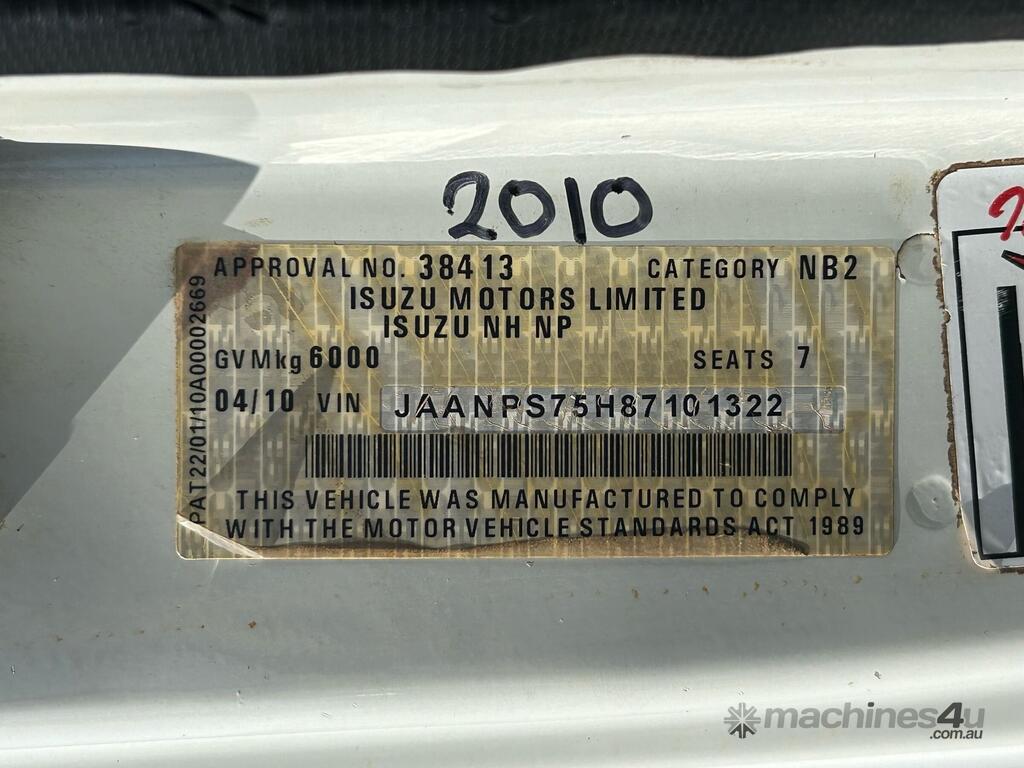 2010
APPROVAL NO. 38413 CATEGORY NB2
ISUZU MOTORS LIMITED
ISUZU NH NP
GVMkg 6000 SEATS 7
04/10 VIN JAANPS75H87101322
THIS VEHICLE WAS MANUFACTURED TO COMPLY
WITH THE MOTOR VEHICLE STANDARDS ACT 1989
PAT22/01/10A00002669
machines4u
.com.au